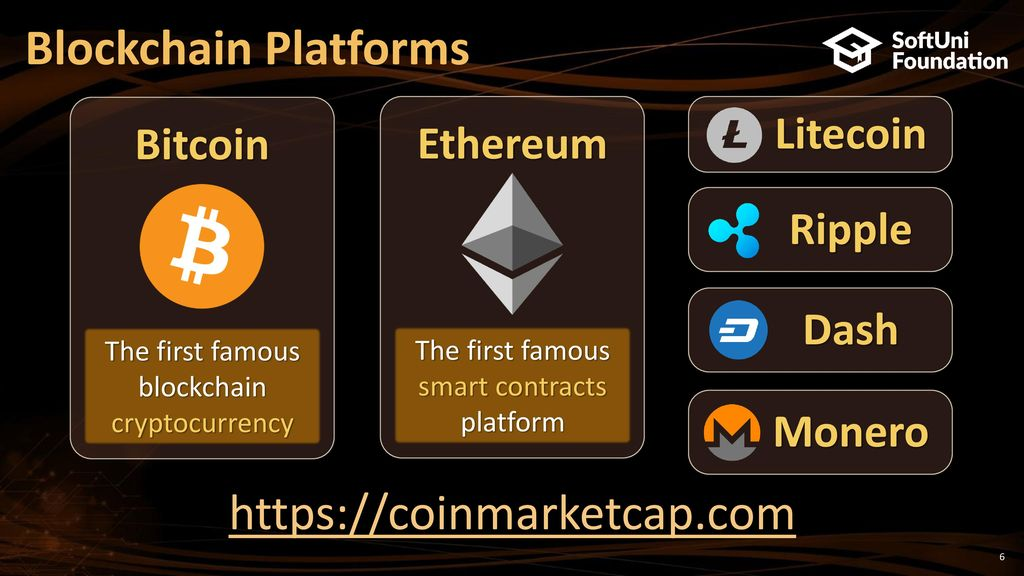 Blockchain Platforms
SoftUni
Foundation
Bitcoin
The first famous
blockchain
cryptocurrency
Ethereum
The first famous
smart contracts
platform
Litecoin
Ripple
Dash
Monero
https://coinmarketcap.com
6